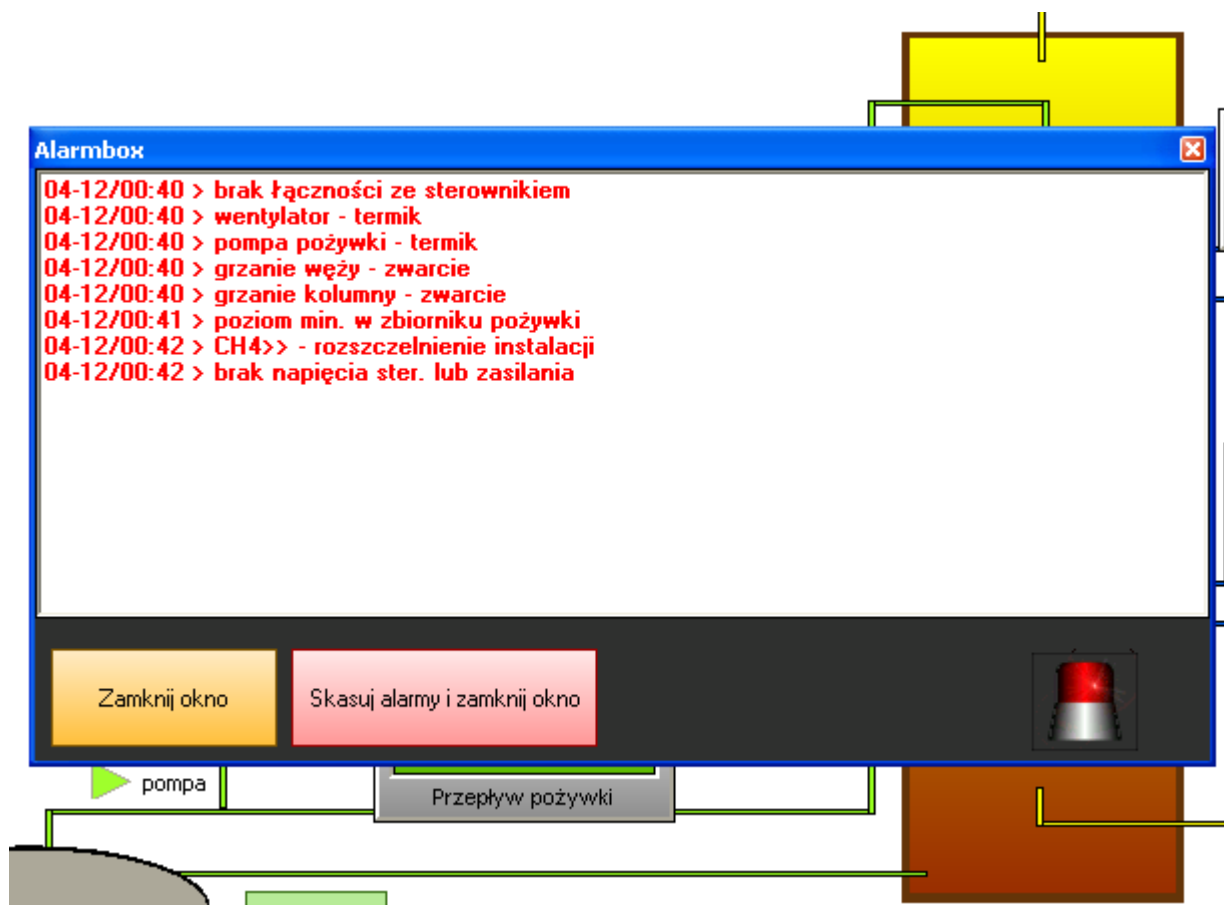 Alarmbox
04-12/00:40 > brak łączności ze sterownikiem
04-12/00:40 > wentylator - termik
04-12/00:40 > pompa pożywki - termik
04-12/00:40 > grzanie węży - zwarcie
04-12/00:40 > grzanie kolumny - zwarcie
04-12/00:41 > poziom min. w zbiorniku pożywki
04-12/00:42 > CH4>> - rozszczelnienie instalacji
04-12/00:42 > brak napięcia ster. lub zasilania
Zamknij okno
Skasuj alarmy i zamknij okno
pompa
Przepływ pożywki